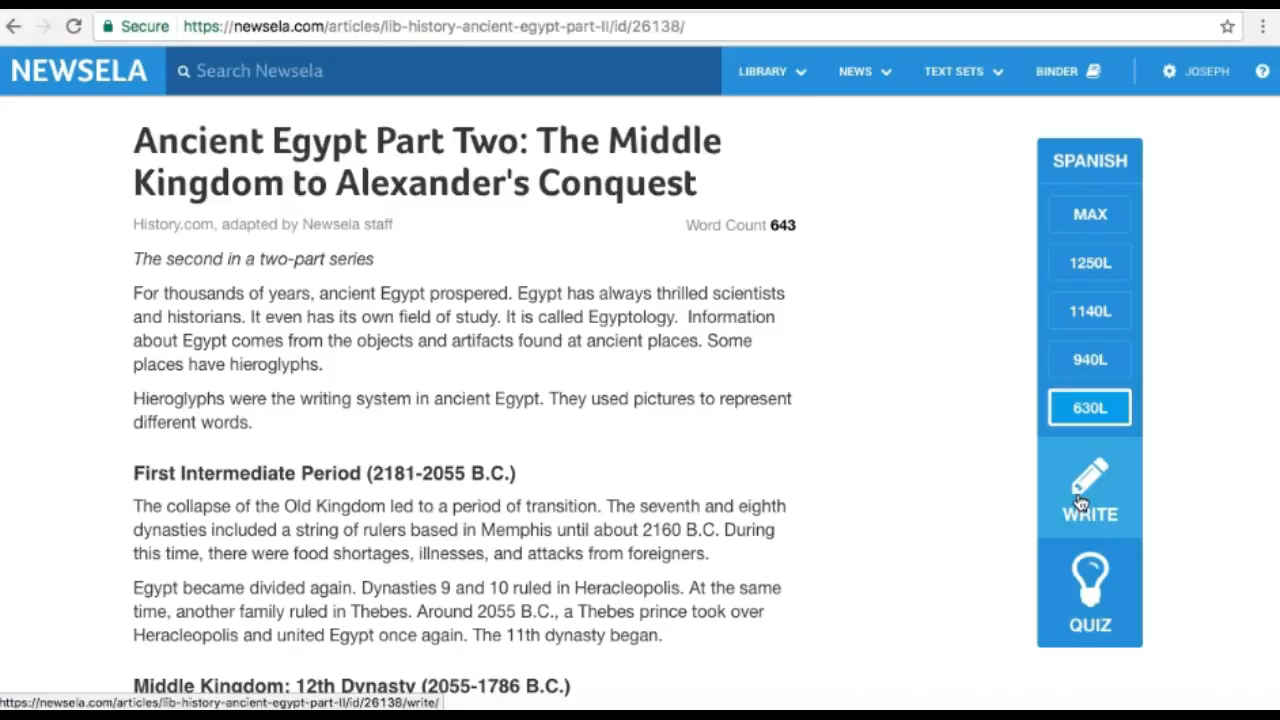 Secure https://newsela.com/articles/lib-history-ancient-egypt-part-II/id/26138/
NEWSELA Search Newsela LIBRARY NEWS TEXT SETS BINDER JOSEPH ?
Ancient Egypt Part Two: The Middle
Kingdom to Alexander's Conquest
History.com, adapted by Newsela staff Word Count 643
The second in a two-part series
For thousands of years, ancient Egypt prospered. Egypt has always thrilled scientists
and historians. It even has its own field of study. It is called Egyptology. Information
about Egypt comes from the objects and artifacts found at ancient places. Some
places have hieroglyphs.
Hieroglyphs were the writing system in ancient Egypt. They used pictures to represent
different words.
First Intermediate Period (2181-2055 B.C.)
The collapse of the Old Kingdom led to a period of transition. The seventh and eighth
dynasties included a string of rulers based in Memphis until about 2160 B.C. During
this time, there were food shortages, illnesses, and attacks from foreigners.
Egypt became divided again. Dynasties 9 and 10 ruled in Heracleopolis. At the same
time, another family ruled in Thebes. Around 2055 B.C., a Thebes prince took over
Heracleopolis and united Egypt once again. The 11th dynasty began.
Middle Kingdom: 12th Dynasty (2055-1786 B.C.)
SPANISH
MAX
1250L
1140L
940L
630L
WRITE
QUIZ
https://newsela.com/articles/lib-history-ancient-egypt-part-II/id/26138/write/